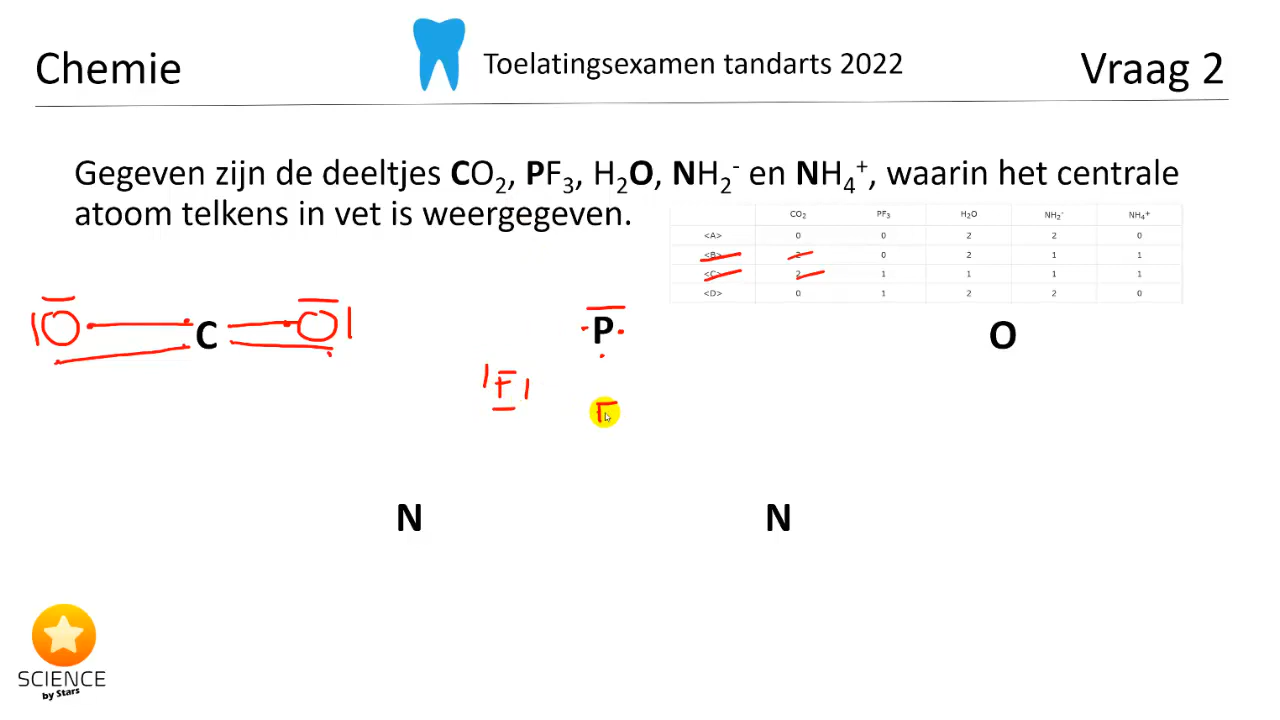 Chemie
Toelatingsexamen tandarts 2022
Vraag 2
Gegeven zijn de deeltjes CO₂, PF₃, H₂O, NH₂⁻ en NH₄⁺, waarin het centrale
atoom telkens in vet is weergegeven.
CO₂ PF₃ H₂O NH₂⁻ NH₄⁺
<A> 0 0 2 2 0
<B> 2 0 2 1 1
<C> 2 1 1 1 1
<D> 0 1 2 2 0
O C O P O
F
F
N N
SCIENCE
by Stars